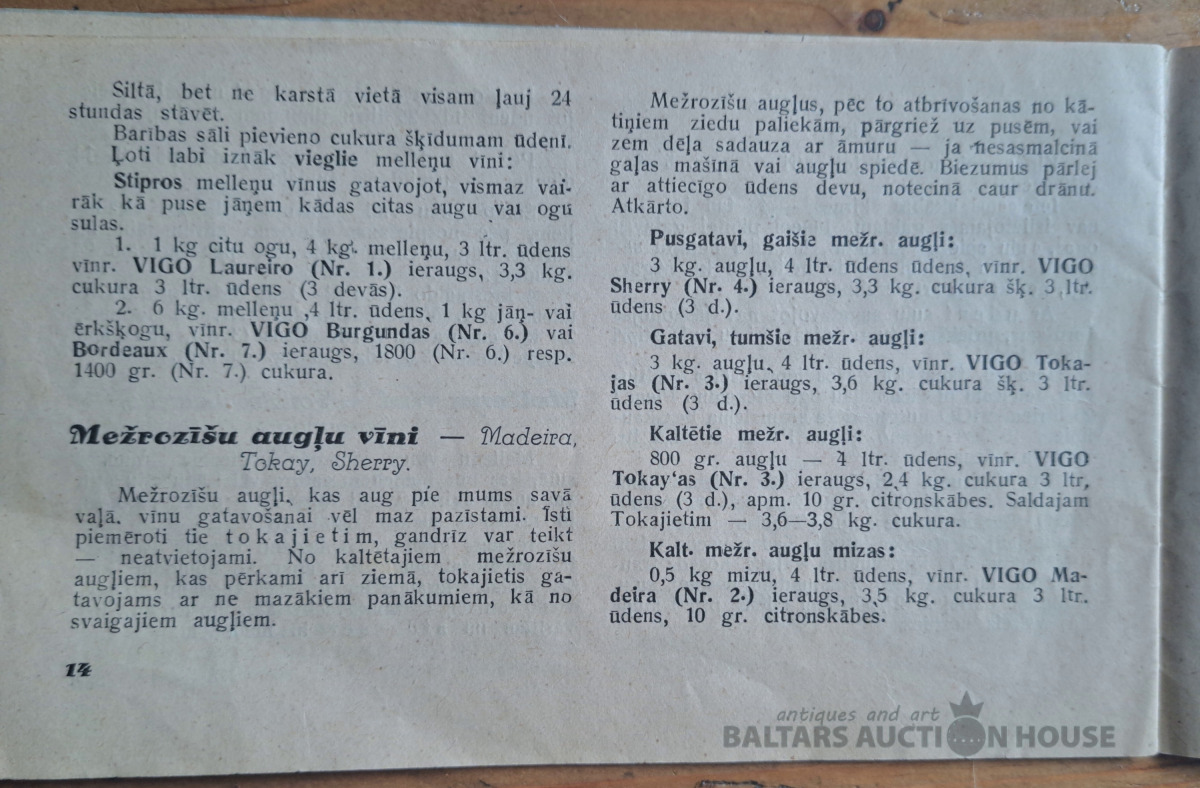 Siltā, bet ne karstā vietā visam ļauj 24
stundas stāvēt.
Barības sāli pievieno cukura šķīdumam ūdenī.
Ļoti labi iznāk vieglie melleņu vīni:
Stipros melleņu vīnus gatavojot, vismaz vai-
rāk kā puse jāņem kādas citas augu vai ogu
sulas.
1. 1 kg citu ogu, 4 kg. melleņu, 3 ltr. ūdens
vīnr. VIGO Laureiro (Nr. 1.) ieraugs, 3,3 kg.
cukura 3 ltr. ūdens (3 devās).
2. 6 kg. melleņu ,4 ltr. ūdens, 1 kg jāņ- vai
ērkšķogu, vīnr. VIGO Burgundas (Nr. 6.) vai
Bordeaux (Nr. 7.) ieraugs, 1800 (Nr. 6.) resp.
1400 gr. (Nr. 7.) cukura.
Mežrozīšu augļu vīni — Madeira,
Tokay, Sherry.
Mežrozīšu augļi, kas aug pie mums savā
vaļā, vīnu gatavošanai vēl maz pazīstami. Īsti
piemēroti tie tokajietim, gandrīz var teikt
— neatvietojami. No kaltētajiem mežrozīšu
augļiem, kas pērkami arī ziemā, tokajietis ga-
tavojams ar ne mazākiem panākumiem, kā no
svaigajiem augļiem.
14
Mežrozīšu augļus, pēc to atbrīvošanas no kā-
tiņiem ziedu paliekām, pārgriež uz pusēm, vai
zem dēļa sadauza ar āmuru — ja nesasmalcinā
gaļas mašīnā vai augļu spiedē. Biezumus pārlej
ar attiecīgo ūdens devu, notecinā caur drānu.
Atkārto.
Pusgatavi, gaišie mežr. augļi:
3 kg. augļu, 4 ltr. ūdens ūdens, vīnr. VIGO
Sherry (Nr. 4.) ieraugs, 3,3 kg. cukura šķ. 3 ltr.
ūdens (3 d.).
Gatavi, tumšie mežr. augļi:
3 kg. augļu, 4 ltr. ūdens, vīnr. VIGO Toka-
jas (Nr. 3.) ieraugs, 3,6 kg. cukura šķ. 3 ltr.
ūdens (3 d.).
Kaltētie mežr. augļi:
800 gr. augļu — 4 ltr. ūdens, vīnr. VIGO
Tokay'as (Nr. 3.) ieraugs, 2,4 kg. cukura 3 ltr,
ūdens (3 d.), apm. 10 gr. citronskābes. Saldajam
Tokajietim — 3,6—3,8 kg. cukura.
Kalt. mežr. augļu mizas:
0,5 kg mizu, 4 ltr. ūdens, vīnr. VIGO Ma-
deira (Nr. 2.) ieraugs, 3,5 kg. cukura 3 ltr.
ūdens, 10 gr. citronskābes.
antiques and art
BALTARS AUCTION HOUSE